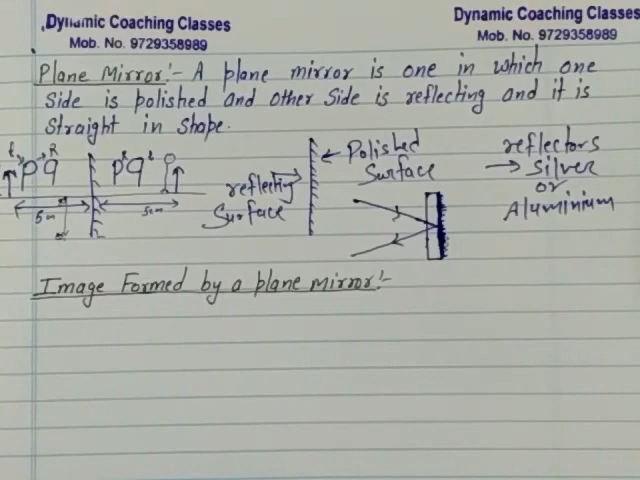 Dynamic Coaching Classes
Mob. No. 9729358989
Dynamic Coaching Classes
Mob. No. 9729358989
Plane Mirror:- A plane mirror is one in which one
side is polished and other side is reflecting and it is
straight in shape.
5m
5cm
reflecting
Surface
Polished
Surface
reflectors
→ Silver
or
Aluminium
Image Formed by a plane mirror:-